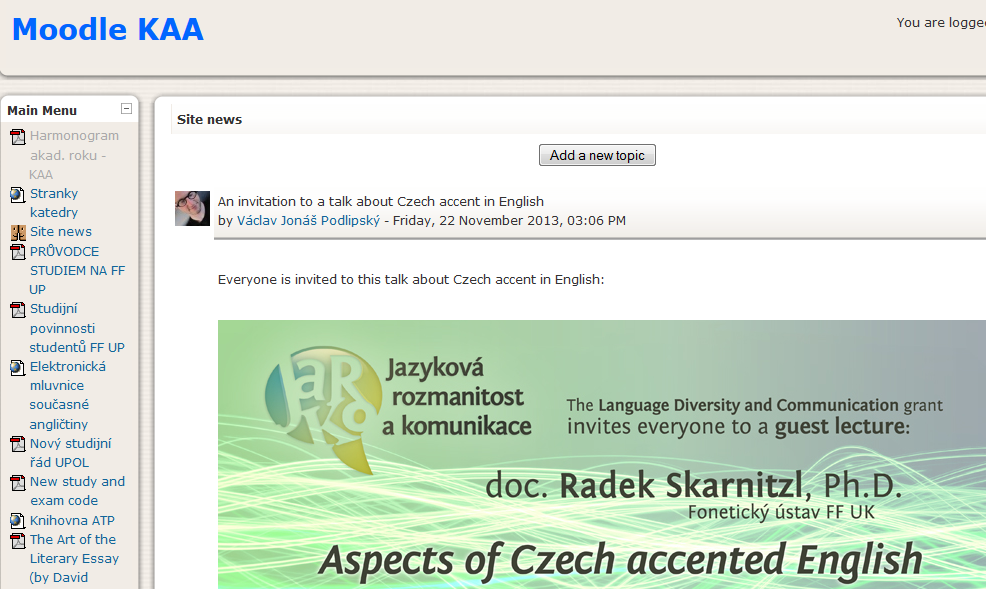 Moodle KAA
You are logge
Main Menu
Harmonogram
akad. roku -
KAA
Stranky
katedry
Site news
PRŮVODCE
STUDIEM NA FF
UP
Studijní
povinnosti
studentů FF UP
Elektronická
mluvnice
současné
angličtiny
Nový studijní
řád UPOL
New study and
exam code
Knihovna ATP
The Art of the
Literary Essay
(by David
Site news
Add a new topic
An invitation to a talk about Czech accent in English
by Václav Jonáš Podlipský - Friday, 22 November 2013, 03:06 PM
Everyone is invited to this talk about Czech accent in English:
JaRKo
Jazyková
rozmanitost
a komunikace
The Language Diversity and Communication grant
invites everyone to a guest lecture:
doc. Radek Skarnitzl, Ph.D.
Fonetický ústav FF UK
Aspects of Czech accented English